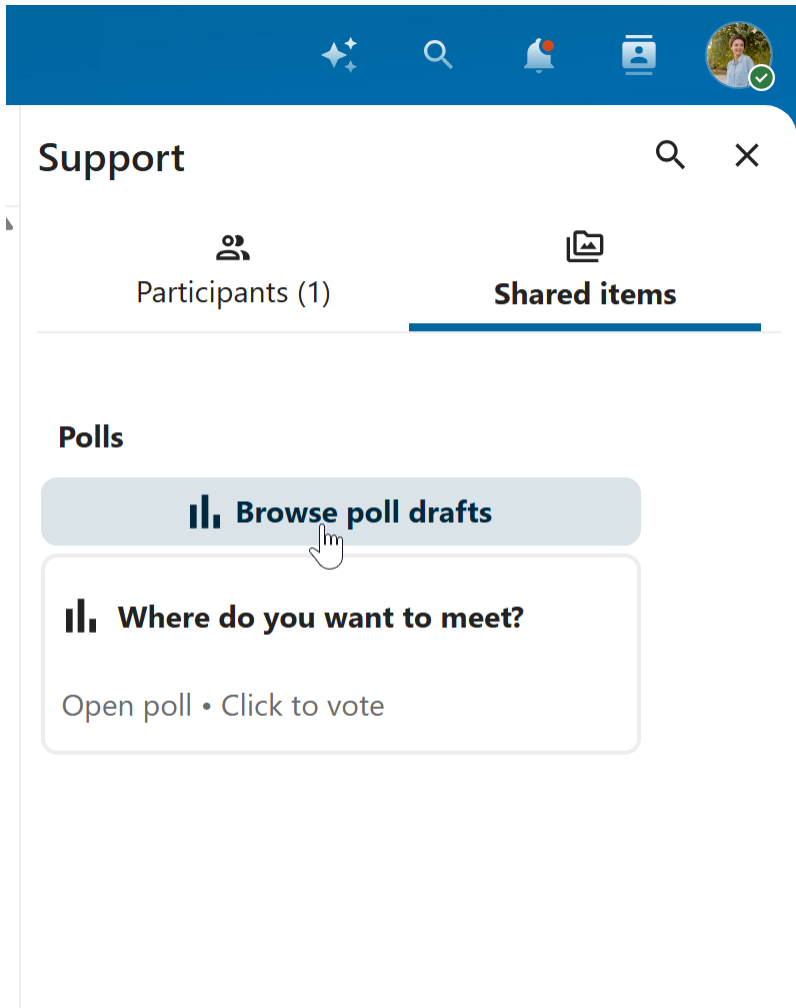 Support
Participants (1)
Shared items
Polls
Browse poll drafts
Where do you want to meet?
Open poll • Click to vote